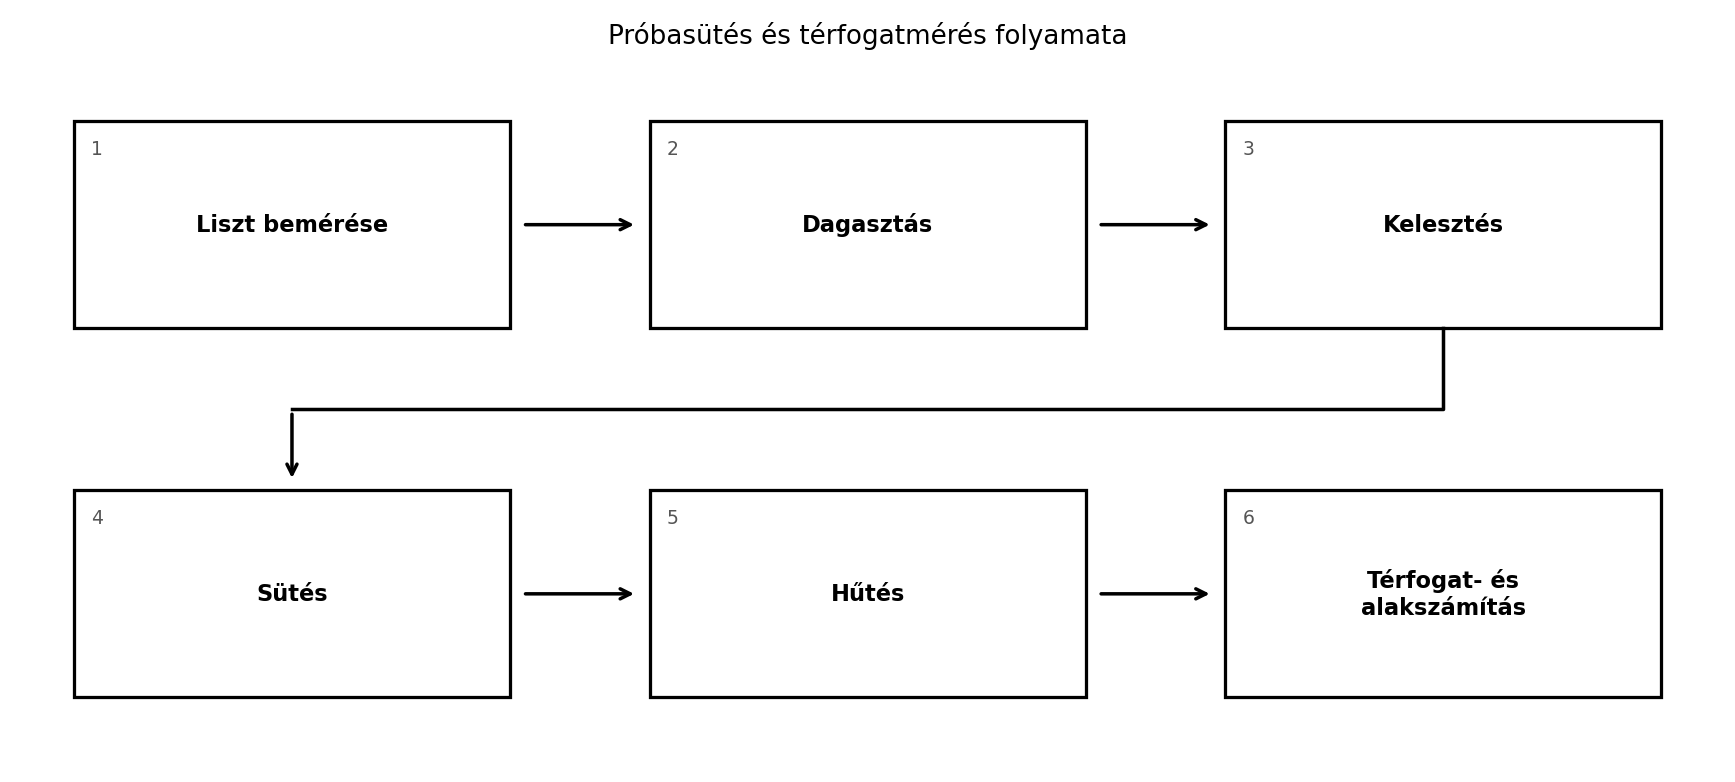 Próbasütés és térfogatmérés folyamata
1
Liszt bemérése
2
Dagasztás
3
Kelesztés
4
Sütés
5
Hűtés
6
Térfogat- és
alakszámítás